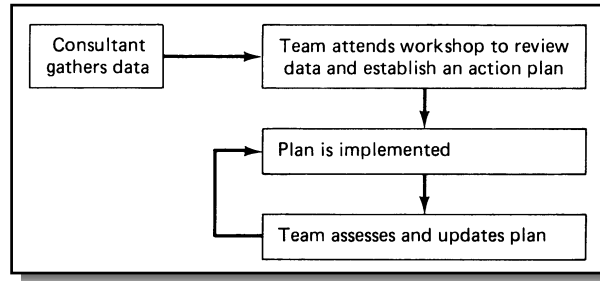 Consultant
gathers data
Team attends workshop to review
data and establish an action plan
Plan is implemented
Team assesses and updates plan